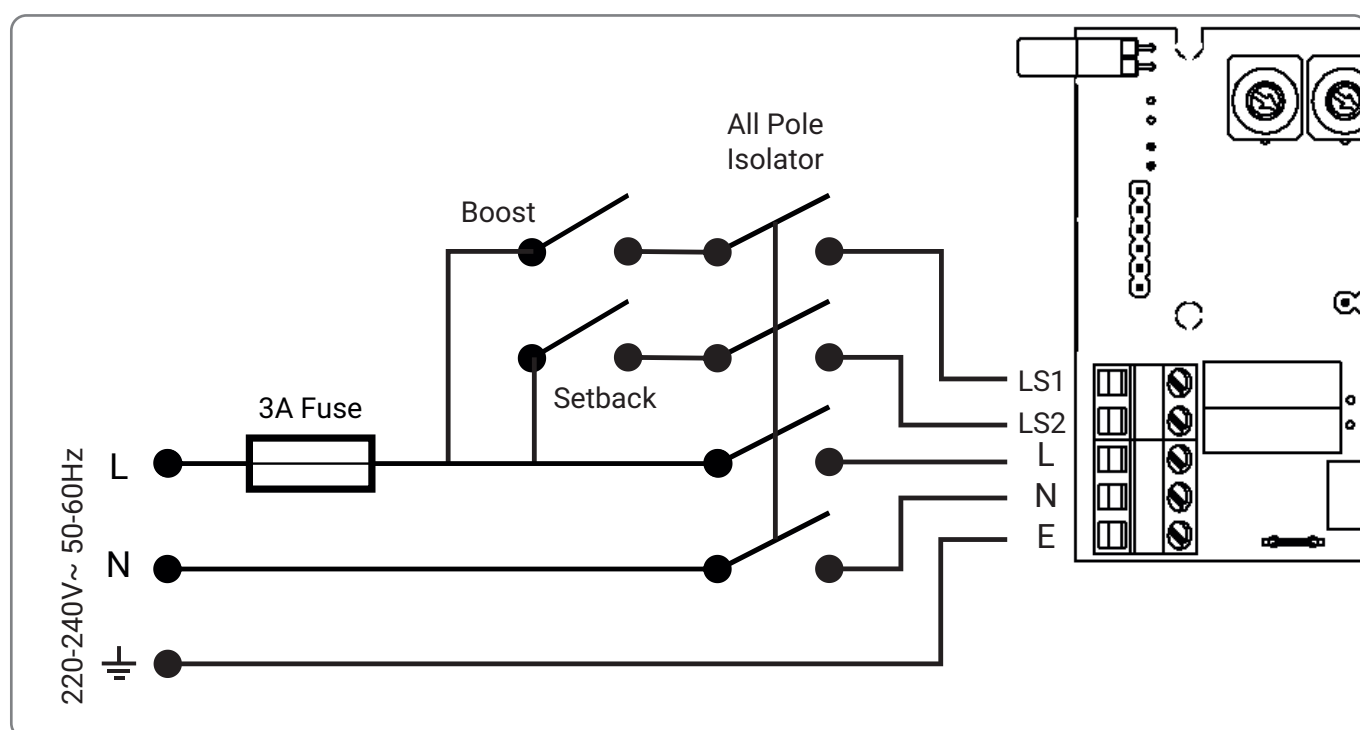 All Pole
Isolator
Boost
Setback
3A Fuse
LS1
LS2
L
N
E
L
N
220-240V~ 50-60Hz